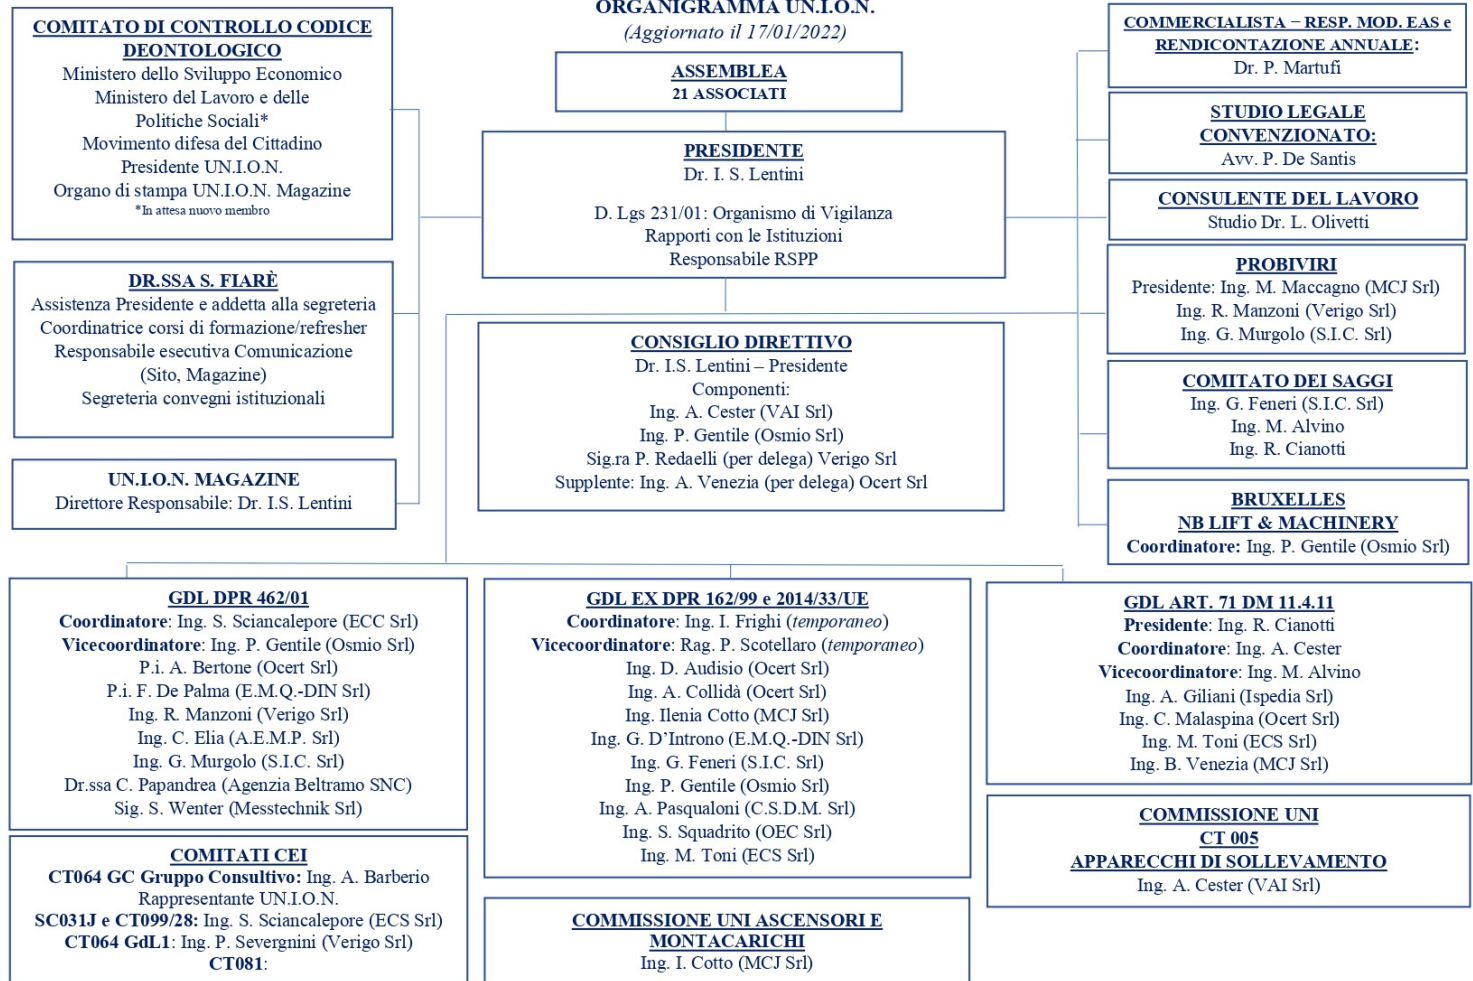 ORGANIGRAMMA UN.I.O.N.
(Aggiornato il 17/01/2022)
ASSEMBLEA
21 ASSOCIATI
PRESIDENTE
Dr. I. S. Lentini
D. Lgs 231/01: Organismo di Vigilanza
Rapporti con le Istituzioni
Responsabile RSPP
COMITATO DI CONTROLLO CODICE
DEONTOLOGICO
Ministero dello Sviluppo Economico
Ministero del Lavoro e delle
Politiche Sociali*
Movimento difesa del Cittadino
Presidente UN.I.O.N.
Organo di stampa UN.I.O.N. Magazine
*In attesa nuovo membro
DR.SSA S. FIARÈ
Assistenza Presidente e addetta alla segreteria
Coordinatrice corsi di formazione/refresher
Responsabile esecutiva Comunicazione
(Sito, Magazine)
Segreteria convegni istituzionali
UN.I.O.N. MAGAZINE
Direttore Responsabile: Dr. I.S. Lentini
CONSIGLIO DIRETTIVO
Dr. I.S. Lentini – Presidente
Componenti:
Ing. A. Cester (VAI Srl)
Ing. P. Gentile (Osmio Srl)
Sig.ra P. Redaelli (per delega) Verigo Srl
Supplente: Ing. A. Venezia (per delega) Ocert Srl
COMMERCIALISTA – RESP. MOD. EAS e
RENDICONTAZIONE ANNUALE:
Dr. P. Martufi
STUDIO LEGALE
CONVENZIONATO:
Avv. P. De Santis
CONSULENTE DEL LAVORO
Studio Dr. L. Olivetti
PROBIVIRI
Presidente: Ing. M. Maccagno (MCJ Srl)
Ing. R. Manzoni (Verigo Srl)
Ing. G. Murgolo (S.I.C. Srl)
COMITATO DEI SAGGI
Ing. G. Feneri (S.I.C. Srl)
Ing. M. Alvino
Ing. R. Cianotti
BRUXELLES
NB LIFT & MACHINERY
Coordinatore: Ing. P. Gentile (Osmio Srl)
GDL DPR 462/01
Coordinatore: Ing. S. Sciancalepore (ECC Srl)
Vicecoordinatore: Ing. P. Gentile (Osmio Srl)
P.i. A. Bertone (Ocert Srl)
P.i. F. De Palma (E.M.Q.-DIN Srl)
Ing. R. Manzoni (Verigo Srl)
Ing. C. Elia (A.E.M.P. Srl)
Ing. G. Murgolo (S.I.C. Srl)
Dr.ssa C. Papandrea (Agenzia Beltramo SNC)
Sig. S. Wenter (Messtechnik Srl)
COMITATI CEI
CT064 GC Gruppo Consultivo: Ing. A. Barberio
Rappresentante UN.I.O.N.
SC031J e CT099/28: Ing. S. Sciancalepore (ECS Srl)
CT064 GdL1: Ing. P. Severgnini (Verigo Srl)
CT081:
GDL EX DPR 162/99 e 2014/33/UE
Coordinatore: Ing. I. Frighi (temporaneo)
Vicecoordinatore: Rag. P. Scotellaro (temporaneo)
Ing. D. Audisio (Ocert Srl)
Ing. A. Collidà (Ocert Srl)
Ing. Ilenia Cotto (MCJ Srl)
Ing. G. D'Introno (E.M.Q.-DIN Srl)
Ing. G. Feneri (S.I.C. Srl)
Ing. P. Gentile (Osmio Srl)
Ing. A. Pasqualoni (C.S.D.M. Srl)
Ing. S. Squadrito (OEC Srl)
Ing. M. Toni (ECS Srl)
COMMISSIONE UNI ASCENSORI E
MONTACARICHI
Ing. I. Cotto (MCJ Srl)
GDL ART. 71 DM 11.4.11
Presidente: Ing. R. Cianotti
Coordinatore: Ing. A. Cester
Vicecoordinatore: Ing. M. Alvino
Ing. A. Giliani (Ispedia Srl)
Ing. C. Malaspina (Ocert Srl)
Ing. M. Toni (ECS Srl)
Ing. B. Venezia (MCJ Srl)
COMMISSIONE UNI
CT 005
APPARECCHI DI SOLLEVAMENTO
Ing. A. Cester (VAI Srl)